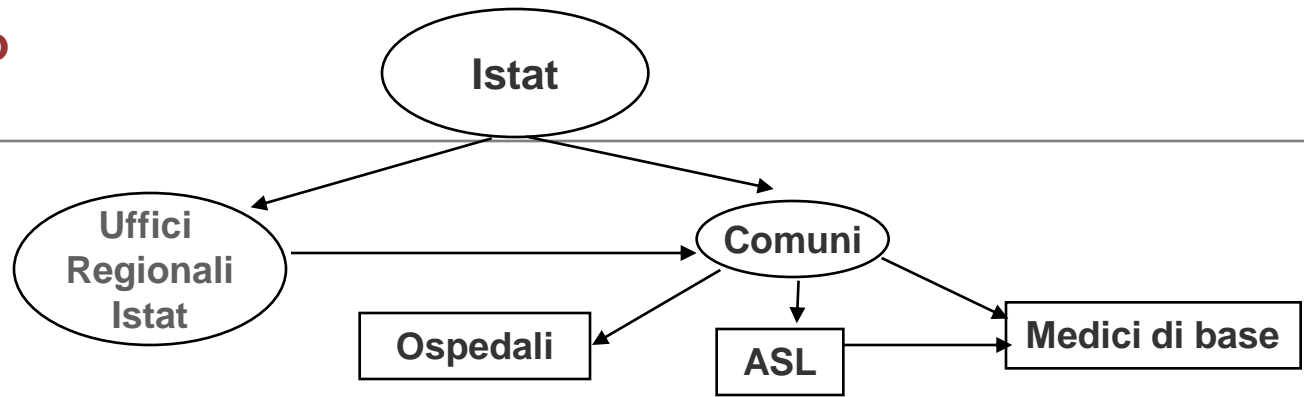 Istat
Uffici
Regionali
Istat
Comuni
Ospedali
ASL
Medici di base